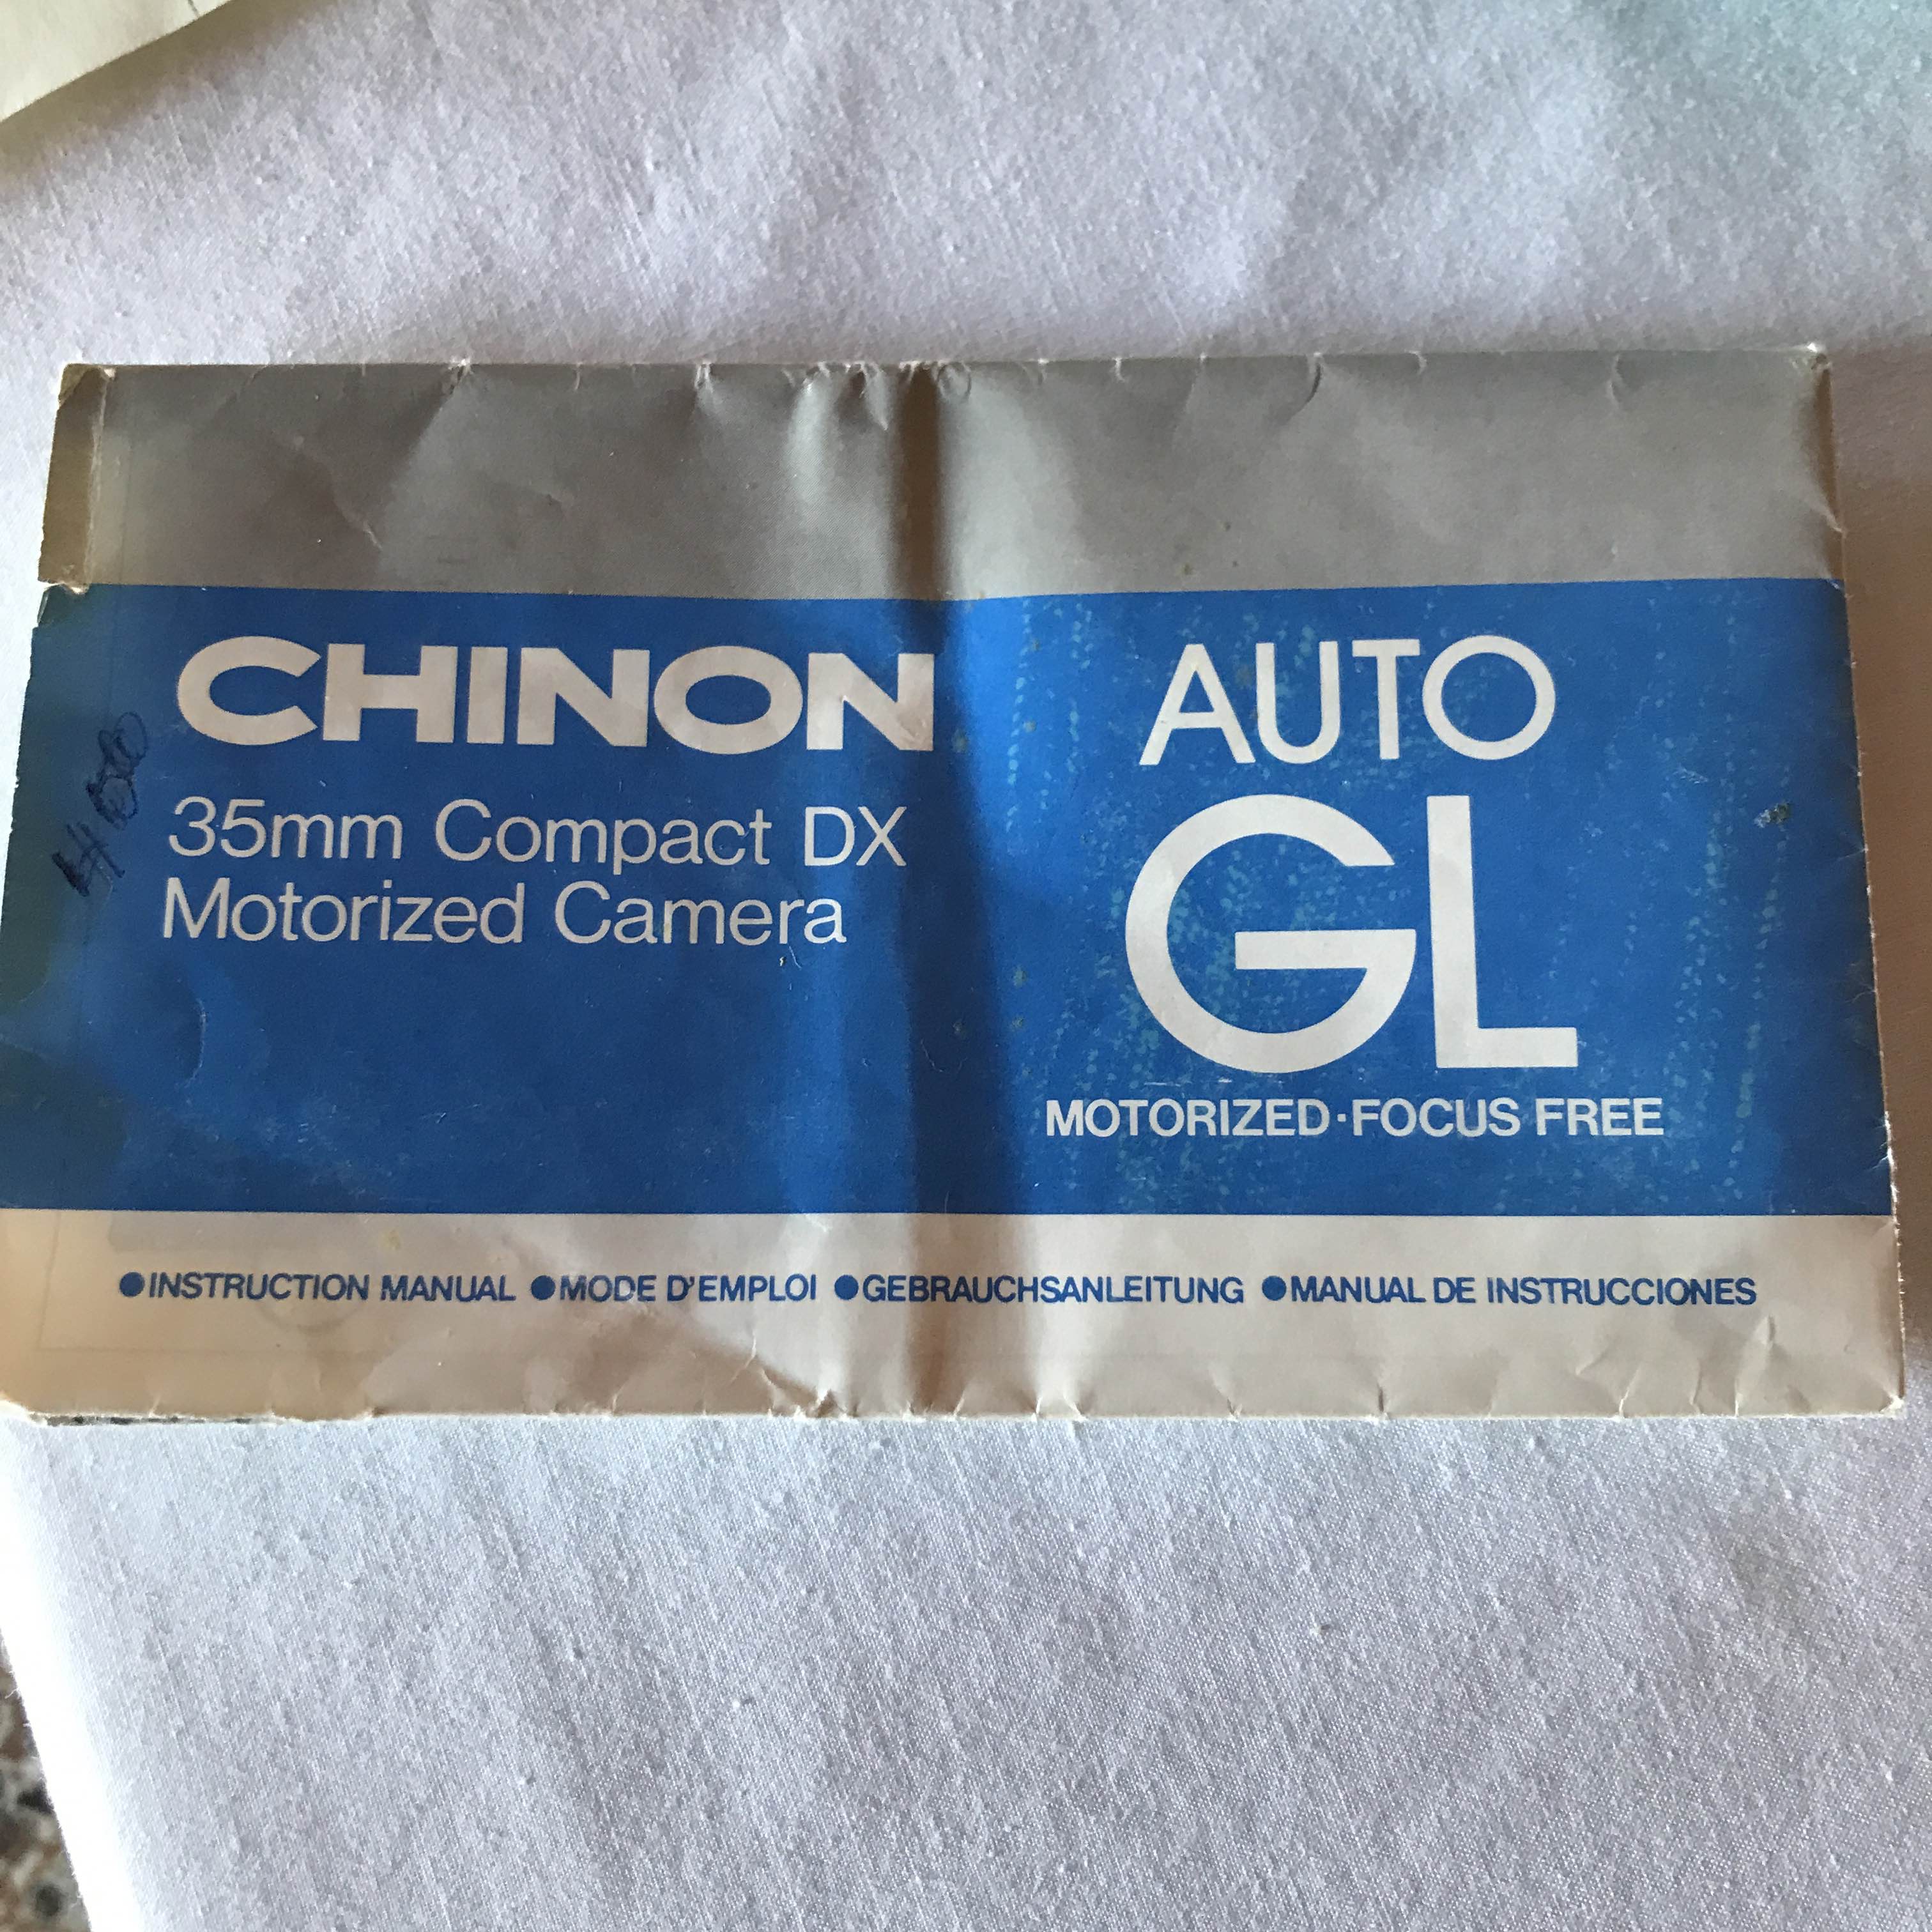 CHINON
35mm Compact DX
Motorized Camera
AUTO
GL
MOTORIZED·FOCUS FREE
●INSTRUCTION MANUAL ●MODE D'EMPLOI ●GEBRAUCHSANLEITUNG ●MANUAL DE INSTRUCCIONES